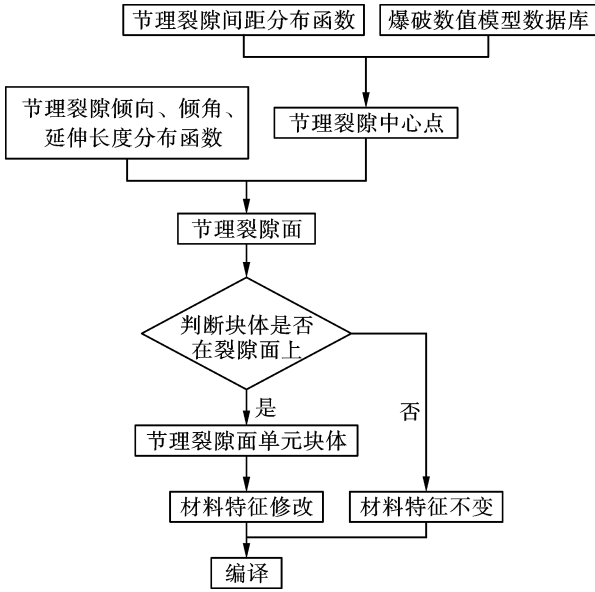 节理裂隙间距分布函数
爆破数值模型数据库
节理裂隙倾向、倾角、
延伸长度分布函数
节理裂隙中心点
节理裂隙面
判断块体是否
在裂隙面上
是
否
节理裂隙面单元块体
材料特征修改
材料特征不变
编译